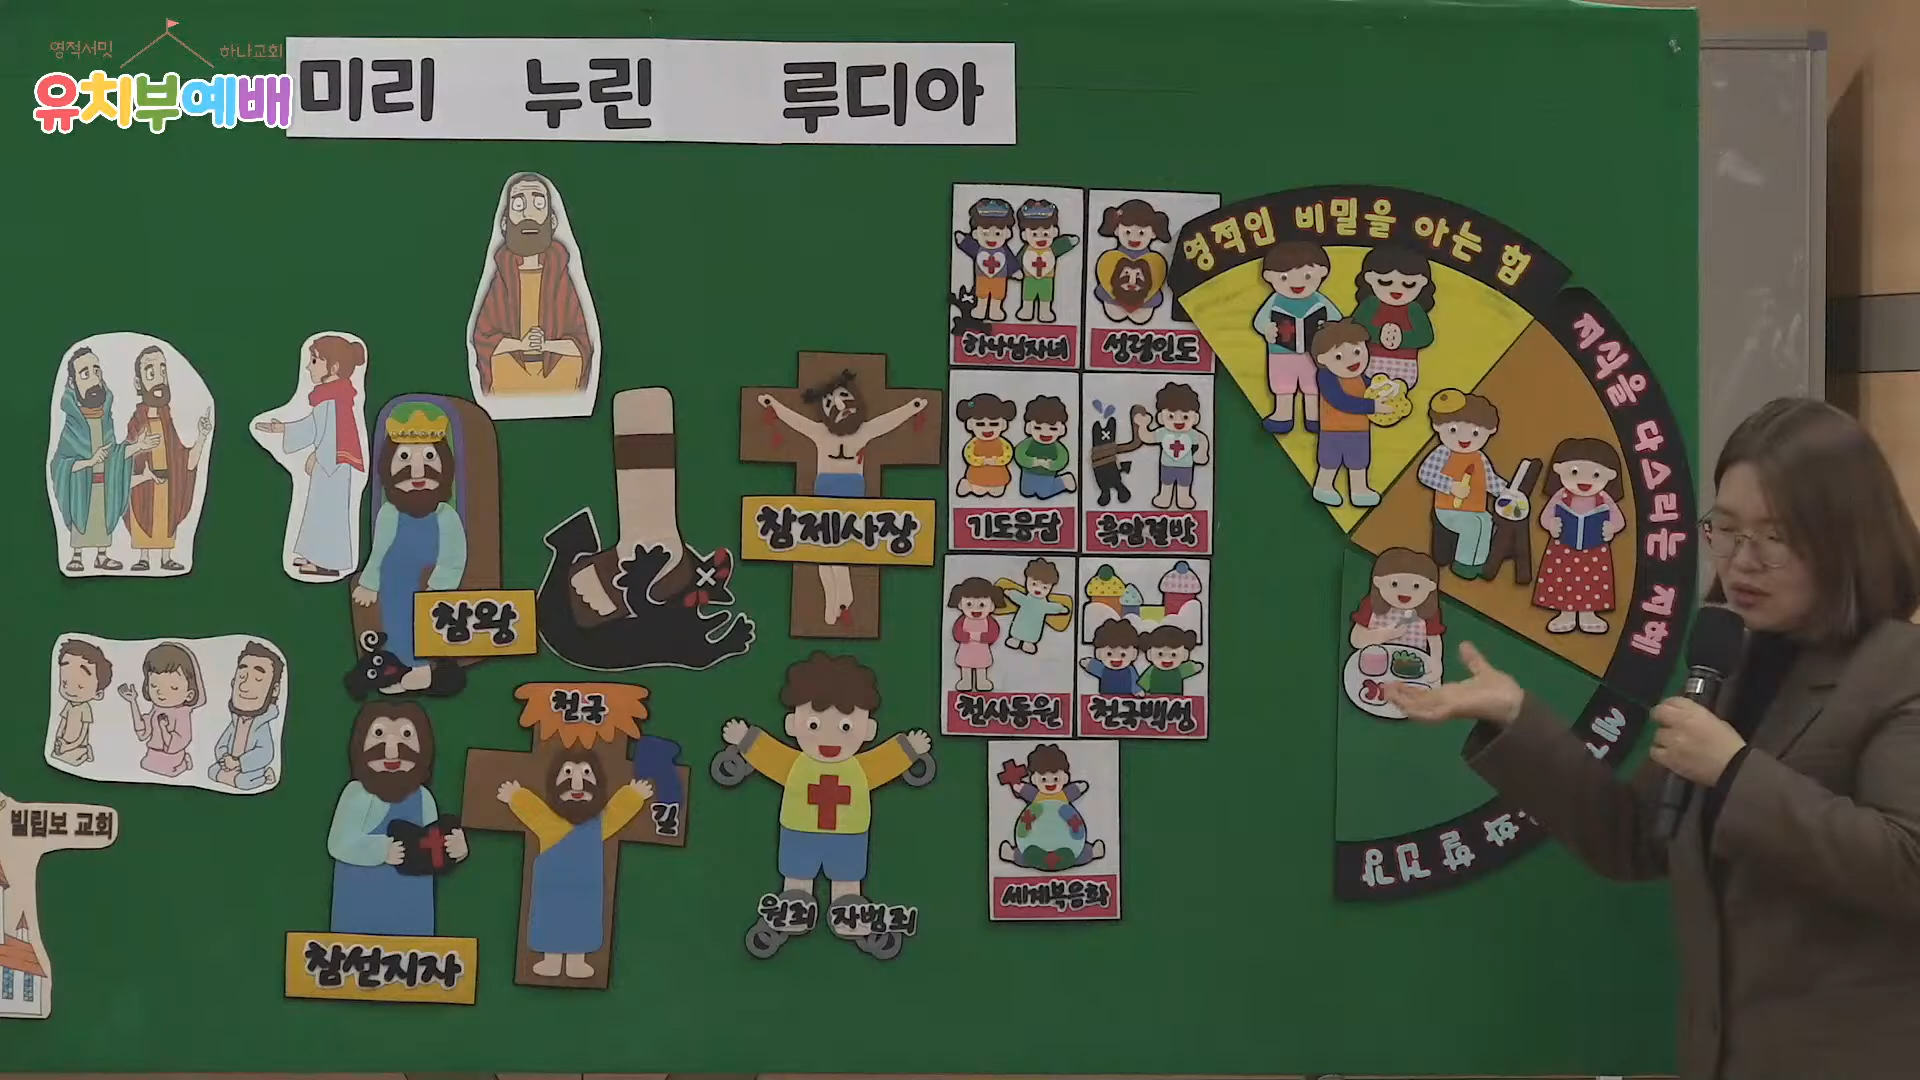 영적서밋 하나교회
유치부예배
미리 누린 루디아
영적인 비밀을 아는 힘
지식을 다스리는 지혜
하나님자녀
성령인도
기도응답
흑암결박
참제사장
참왕
천사동원
천국백성
천국
길
빌립보 교회
세계복음화
원죄 자범죄
참선지자